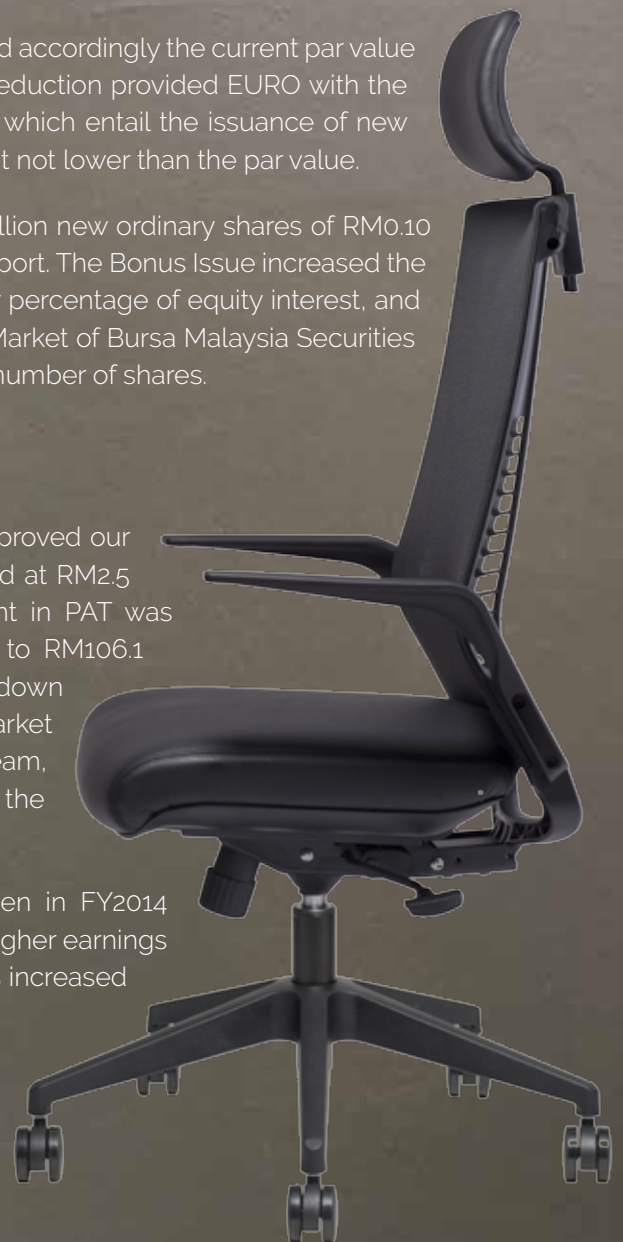 d accordingly the current par value
eduction provided EURO with the
which entail the issuance of new
t not lower than the par value.
llion new ordinary shares of RM0.10
port. The Bonus Issue increased the
percentage of equity interest, and
Market of Bursa Malaysia Securities
number of shares.
proved our
d at RM2.5
nt in PAT was
to RM106.1
down
arket
eam,
the
en in FY2014
gher earnings
increased